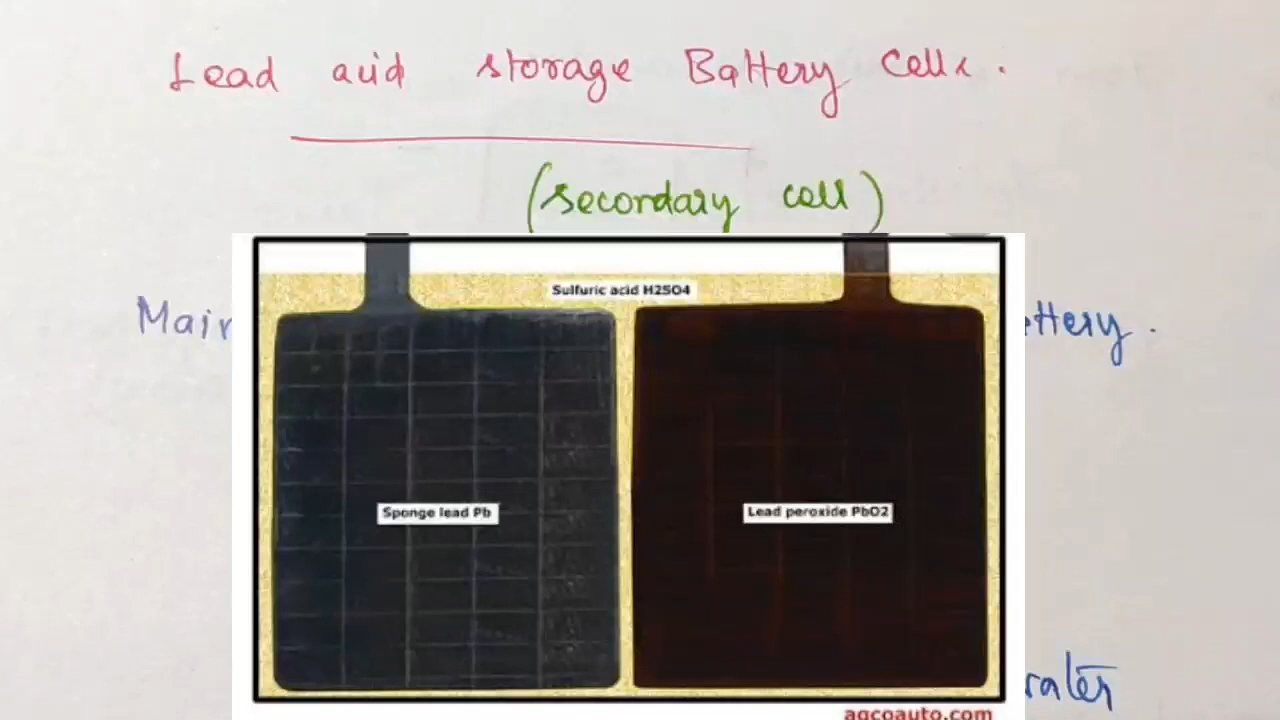 Lead acid storage Battery cells.
(secondary cell)
Sulfuric acid H2SO4
Sponge lead Pb
Lead peroxide PbO2
agcoauto.com